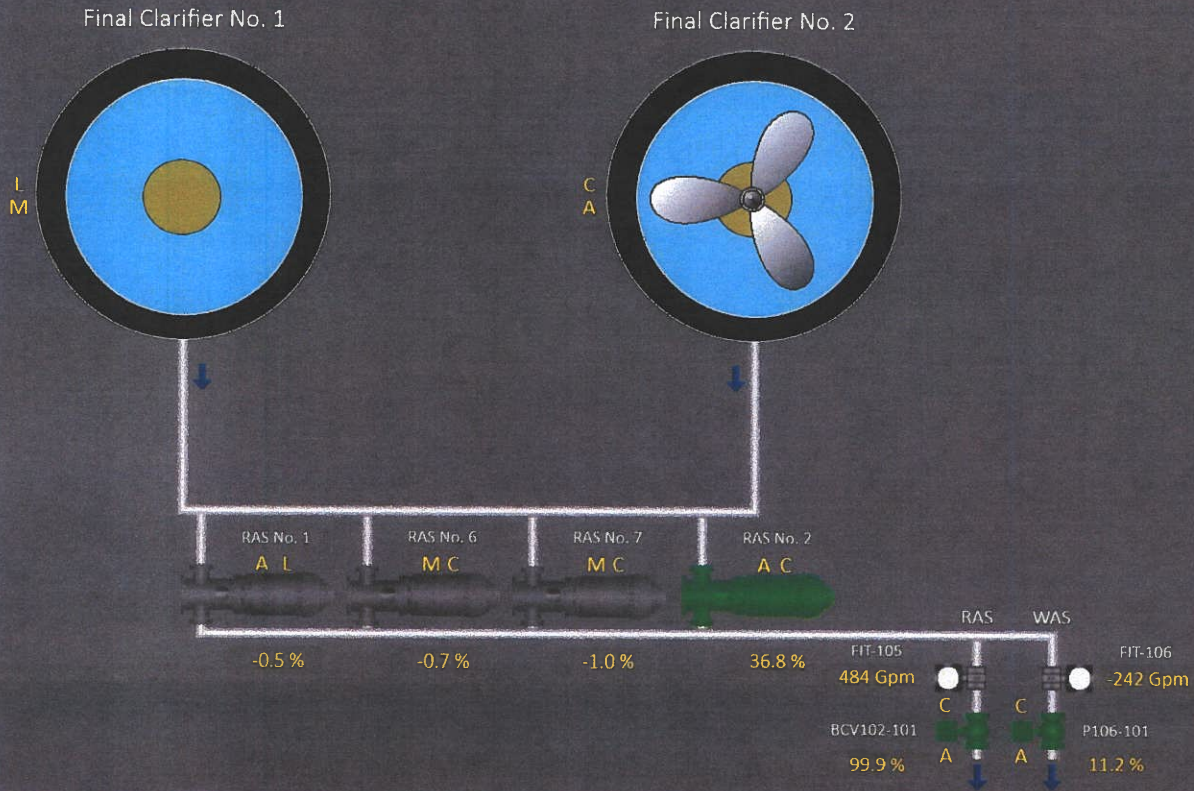 Final Clarifier No. 1
Final Clarifier No. 2
L
M
C
A
RAS No. 1
A L
RAS No. 6
M C
RAS No. 7
M C
RAS No. 2
A C
-0.5 %
-0.7 %
-1.0 %
36.8 %
RAS
WAS
FIT-105
484 Gpm
FIT-106
-242 Gpm
C
C
BCV102-101
P106-101
A
A
99.9 %
11.2 %